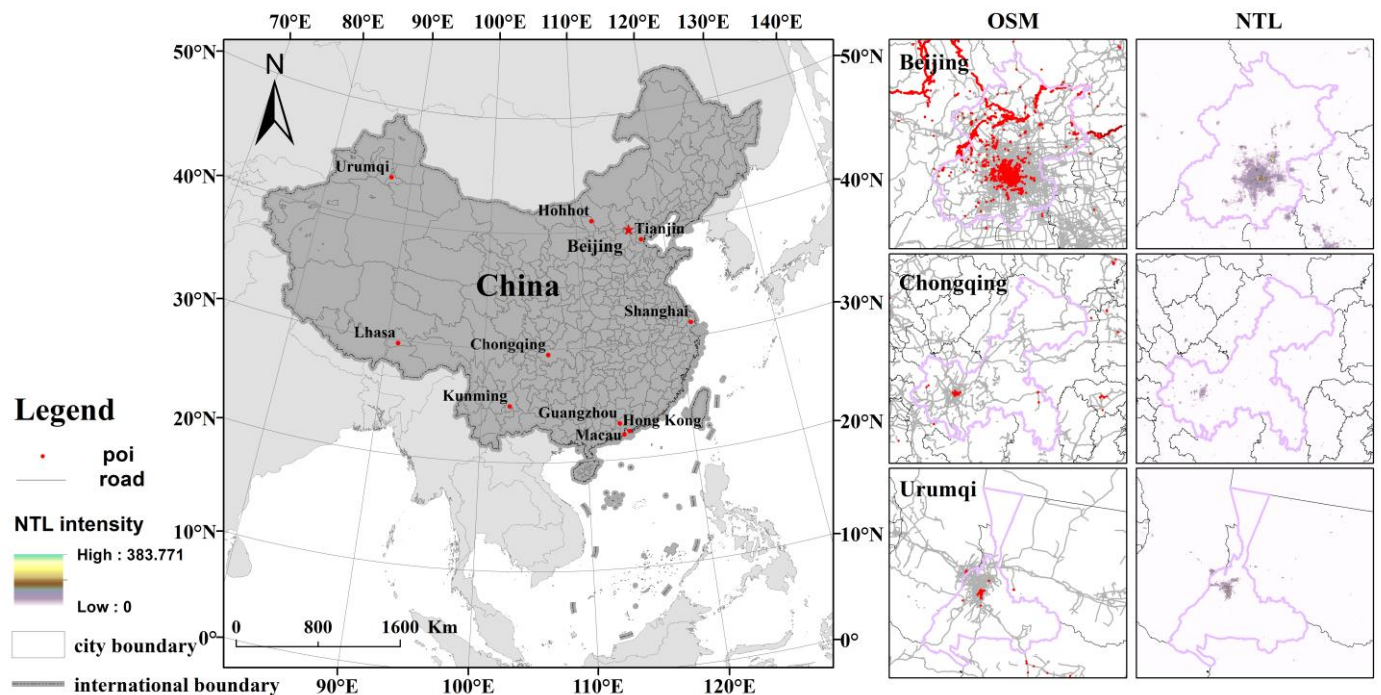 70°E 80°E 90°E 100°E 110°E 120°E 130°E 140°E
OSM NTL
50°N
40°N
30°N
20°N
10°N
0°
N
Urumqi
Hohhot
Tianjin
Beijing
China
Shanghai
Lhasa
Chongqing
Kunming
Guangzhou
Hong Kong
Macau
50°N
40°N
30°N
20°N
10°N
0°
0 800 1600 Km
90°E 100°E 110°E 120°E
Legend
poi
road
NTL intensity
High : 383.771
Low : 0
city boundary
international boundary
Beijing
Chongqing
Urumqi